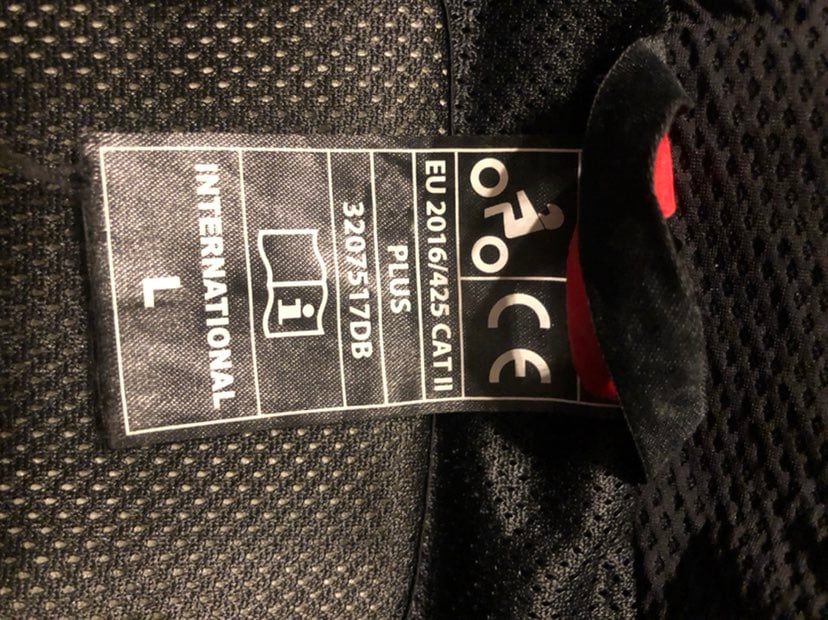 CE
EU 2016/425 CAT II
PLUS
3207517DB
i
INTERNATIONAL
L